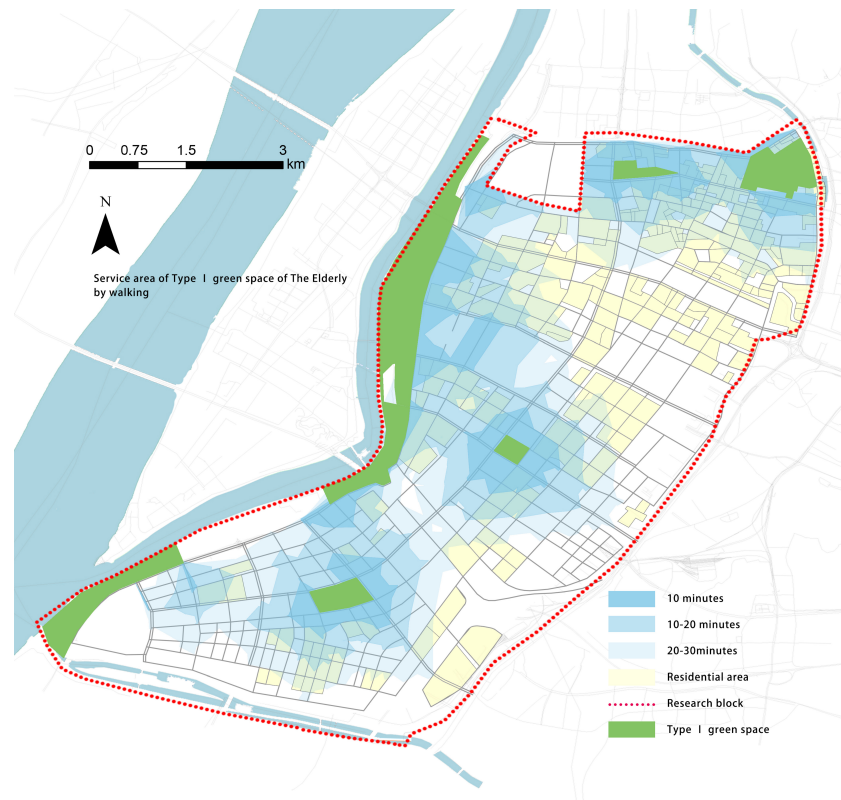 0 0.75 1.5 3
km
N
Service area of Type Ⅰ green space of The Elderly
by walking
10 minutes
10-20 minutes
20-30minutes
Residential area
Research block
Type Ⅰ green space